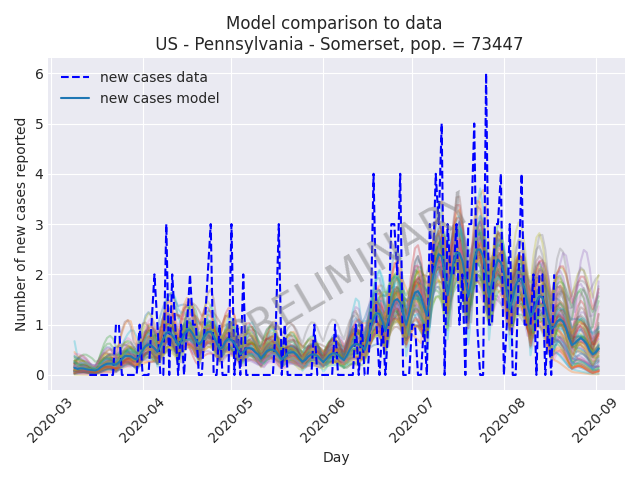 Model comparison to data
US - Pennsylvania - Somerset, pop. = 73447
new cases data
new cases model
PRELIMINARY
Number of new cases reported
6
5
4
3
2
1
0
2020-03
2020-04
2020-05
2020-06
2020-07
2020-08
2020-09
Day